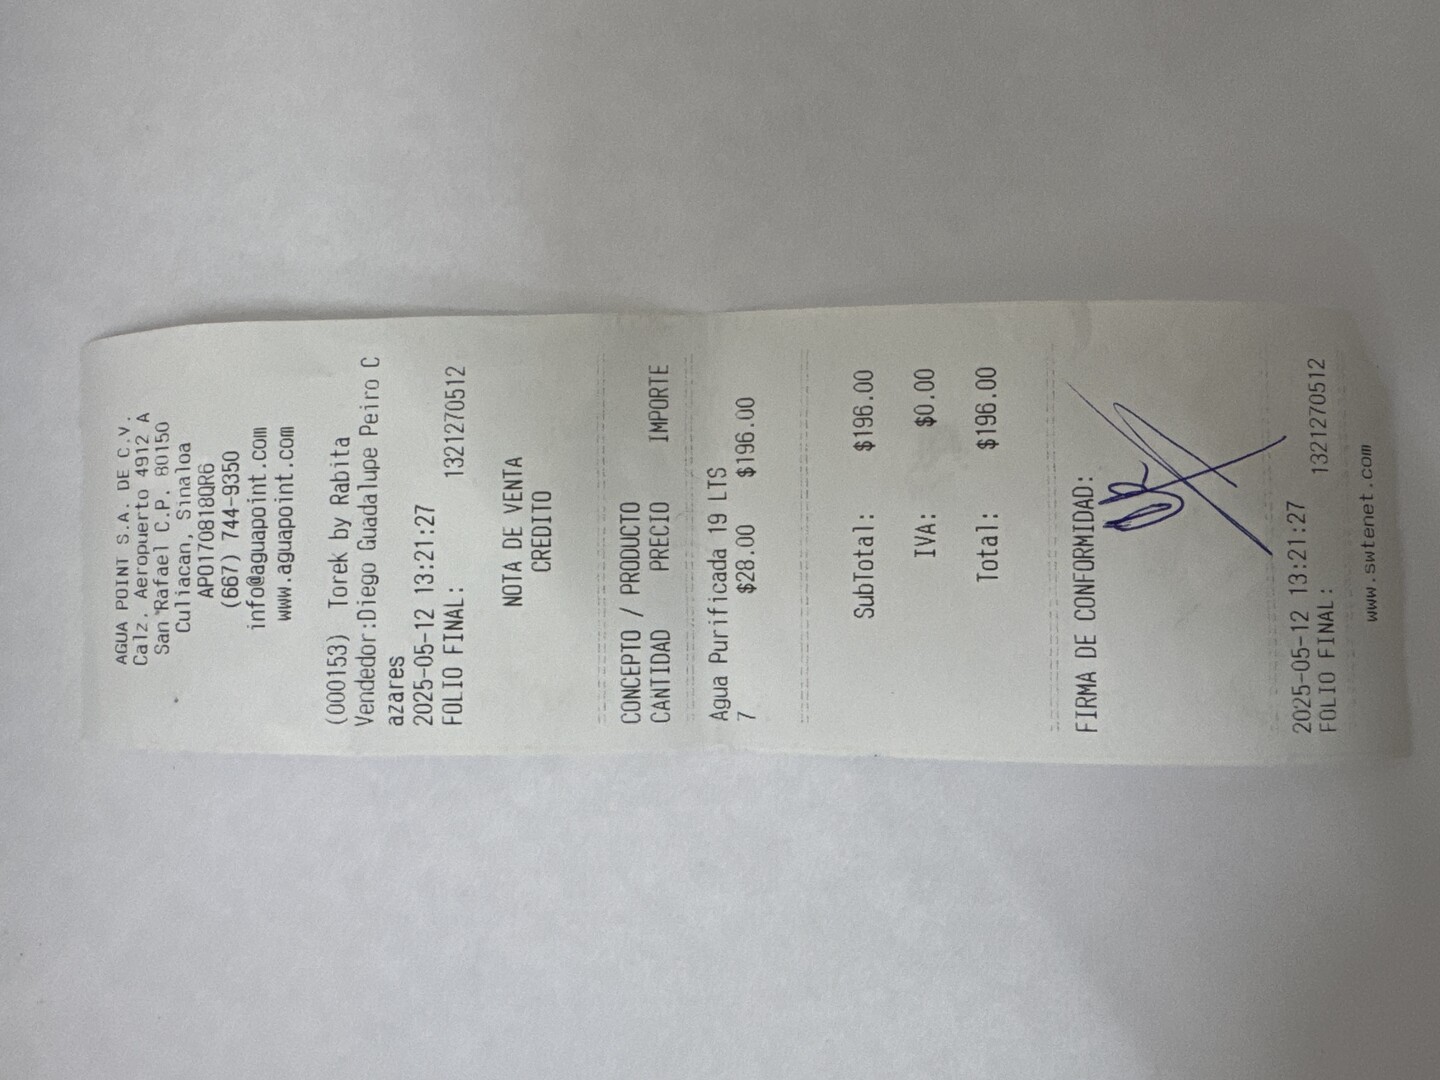 AGUA POINT S.A. DE C.V.
Calz. Aeropuerto 4912 A
San Rafael C.P. 80150
Culiacan, Sinaloa
APO170818QR6
(667) 744-9350
info@aguapoint.com
www.aguapoint.com
(000153) Torek by Rabita
Vendedor:Diego Guadalupe Peiro C
azares
2025-05-12 13:21:27
FOLIO FINAL: 1321270512
NOTA DE VENTA
CREDITO
CONCEPTO / PRODUCTO
CANTIDAD PRECIO IMPORTE
Agua Purificada 19 LTS
7 $28.00 $196.00
SubTotal: $196.00
IVA: $0.00
Total: $196.00
FIRMA DE CONFORMIDAD:
2025-05-12 13:21:27
FOLIO FINAL: 1321270512
www.swtenet.com